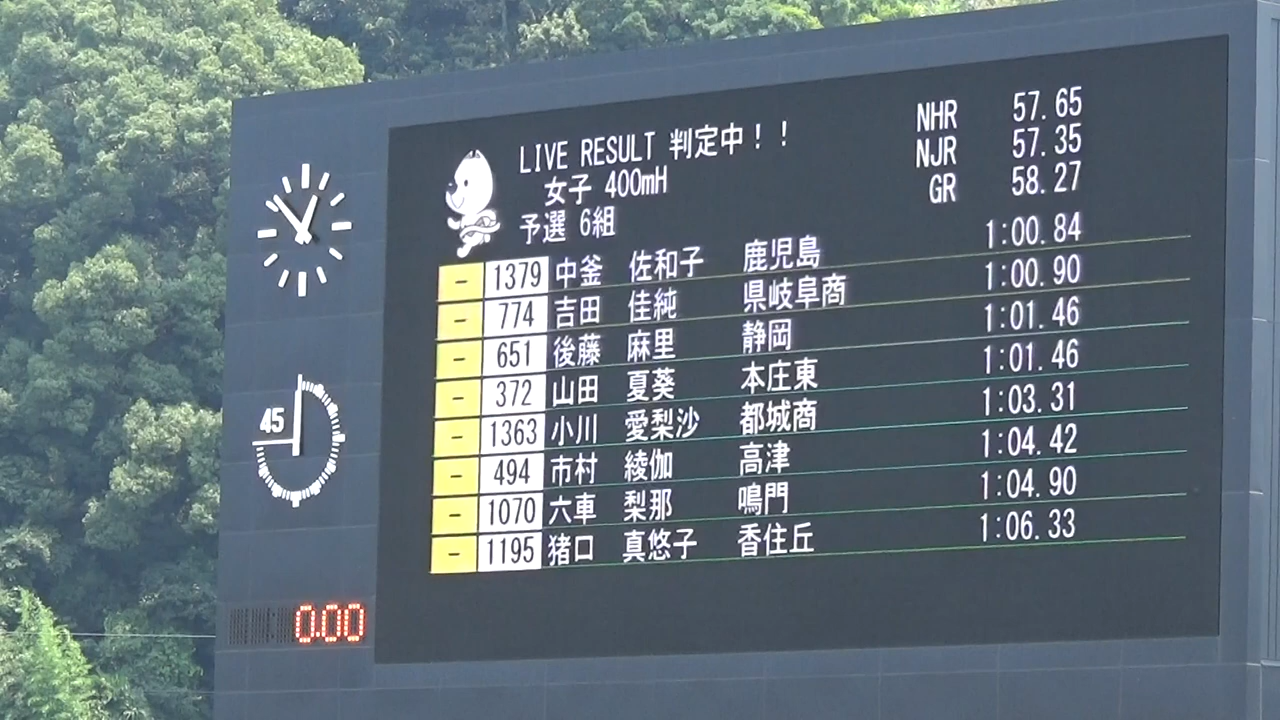 LIVE RESULT 判定中!! NHR 57.65
女子 400mH NJR 57.35
予選 6組 GR 58.27
- 1379 中釜 佐和子 鹿児島 1:00.84
- 774 吉田 佳純 県岐阜商 1:00.90
- 651 後藤 麻里 静岡 1:01.46
- 372 山田 夏葵 本庄東 1:01.46
- 1363 小川 愛梨沙 都城商 1:03.31
- 494 市村 綾伽 高津 1:04.42
- 1070 六車 梨那 鳴門 1:04.90
- 1195 猪口 真悠子 香住丘 1:06.33
45
0.00